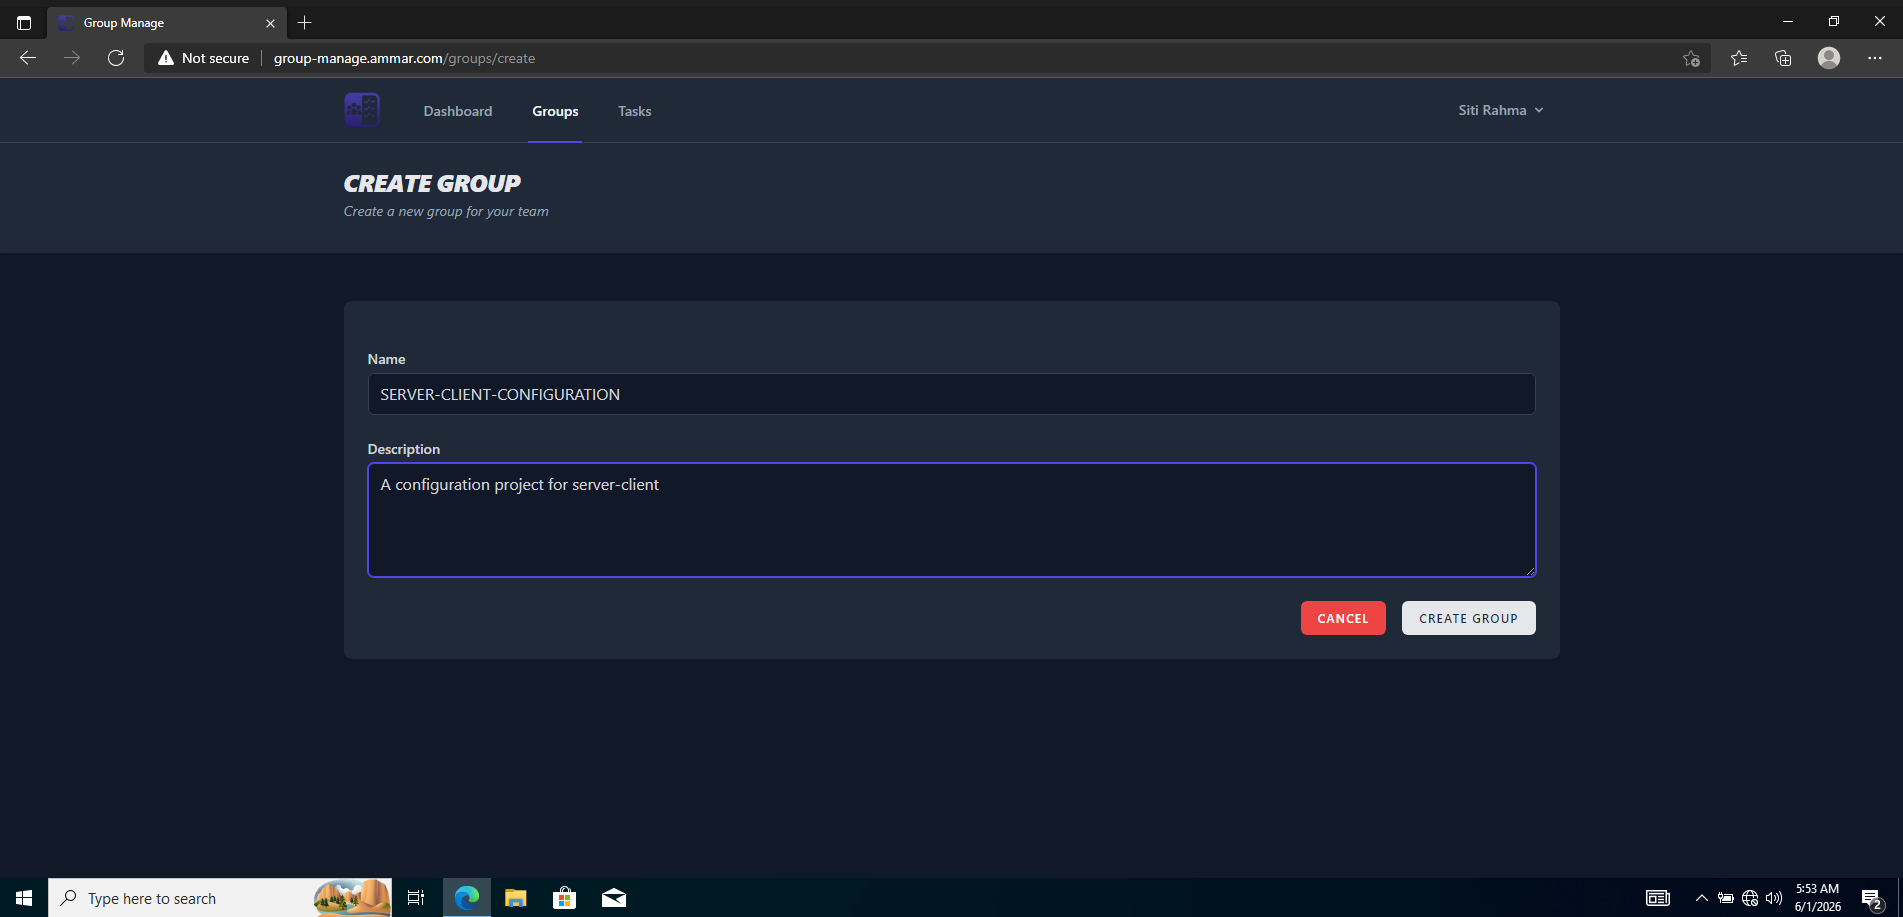 Group Manage
Not secure
group-manage.ammar.com/groups/create
Dashboard
Groups
Tasks
Siti Rahma
CREATE GROUP
Create a new group for your team
Name
SERVER-CLIENT-CONFIGURATION
Description
A configuration project for server-client
CANCEL
CREATE GROUP
Type here to search
5:53 AM
6/1/2026
2